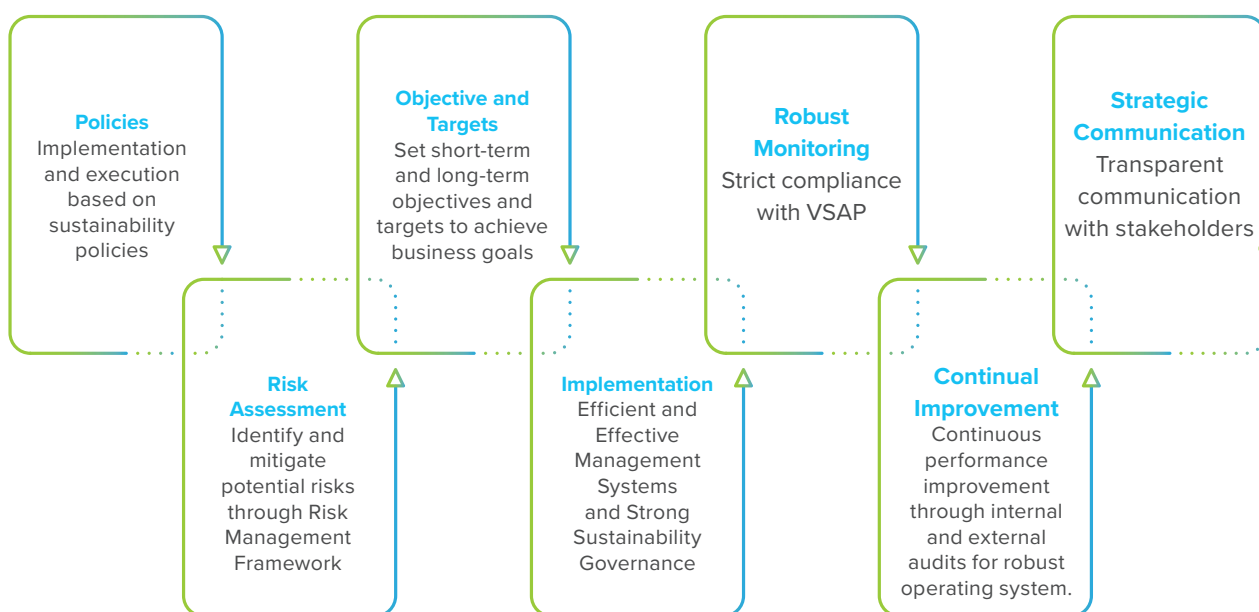 Policies
Implementation
and execution
based on
sustainability
policies
Risk
Assessment
Identify and
mitigate
potential risks
through Risk
Management
Framework
Objective and
Targets
Set short-term
and long-term
objectives and
targets to achieve
business goals
Implementation
Efficient and
Effective
Management
Systems
and Strong
Sustainability
Governance
Robust
Monitoring
Strict compliance
with VSAP
Continual
Improvement
Continuous
performance
improvement
through internal
and external
audits for robust
operating system.
Strategic
Communication
Transparent
communication
with stakeholders